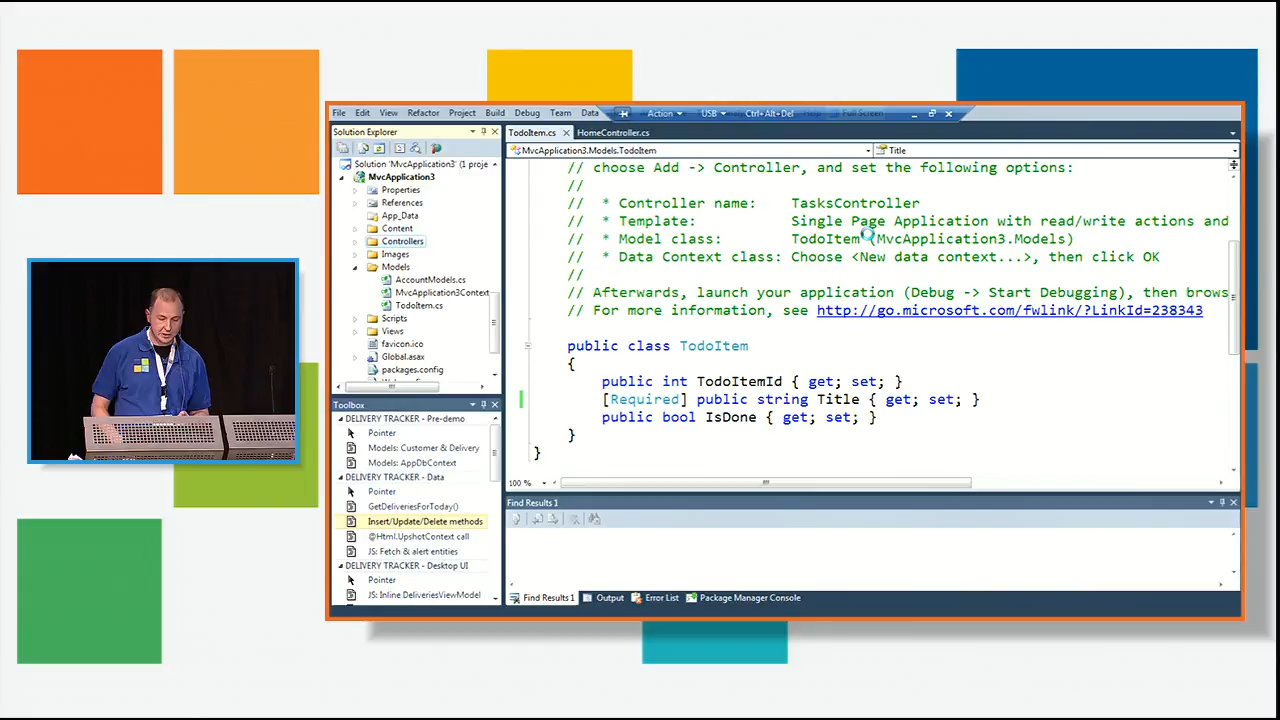 File Edit View Refactor Project Build Debug Team Data Action USB Ctrl+Alt+Del Help Full Screen
Solution Explorer
Solution 'MvcApplication3' (1 proje
MvcApplication3
Properties
References
App_Data
Content
Controllers
Images
Models
AccountModels.cs
MvcApplication3Context
TodoItem.cs
Scripts
Views
favicon.ico
Global.asax
packages.config
Toolbox
DELIVERY TRACKER - Pre-demo
Pointer
Models: Customer & Delivery
Models: AppDbContext
DELIVERY TRACKER - Data
Pointer
GetDeliveriesForToday()
Insert/Update/Delete methods
@Html.UpshotContext call
JS: Fetch & alert entities
DELIVERY TRACKER - Desktop UI
Pointer
JS: Inline DeliveriesViewModel
TodoItem.cs HomeController.cs
MvcApplication3.Models.TodoItem Title
// choose Add -> Controller, and set the following options:
//
// * Controller name: TasksController
// * Template: Single Page Application with read/write actions and
// * Model class: TodoItem (MvcApplication3.Models)
// * Data Context class: Choose <New data context...>, then click OK
//
// Afterwards, launch your application (Debug -> Start Debugging), then brows
// For more information, see http://go.microsoft.com/fwlink/?LinkId=238343
public class TodoItem
{
public int TodoItemId { get; set; }
[Required] public string Title { get; set; }
public bool IsDone { get; set; }
}
}
100 %
Find Results 1
Find Results 1 Output Error List Package Manager Console